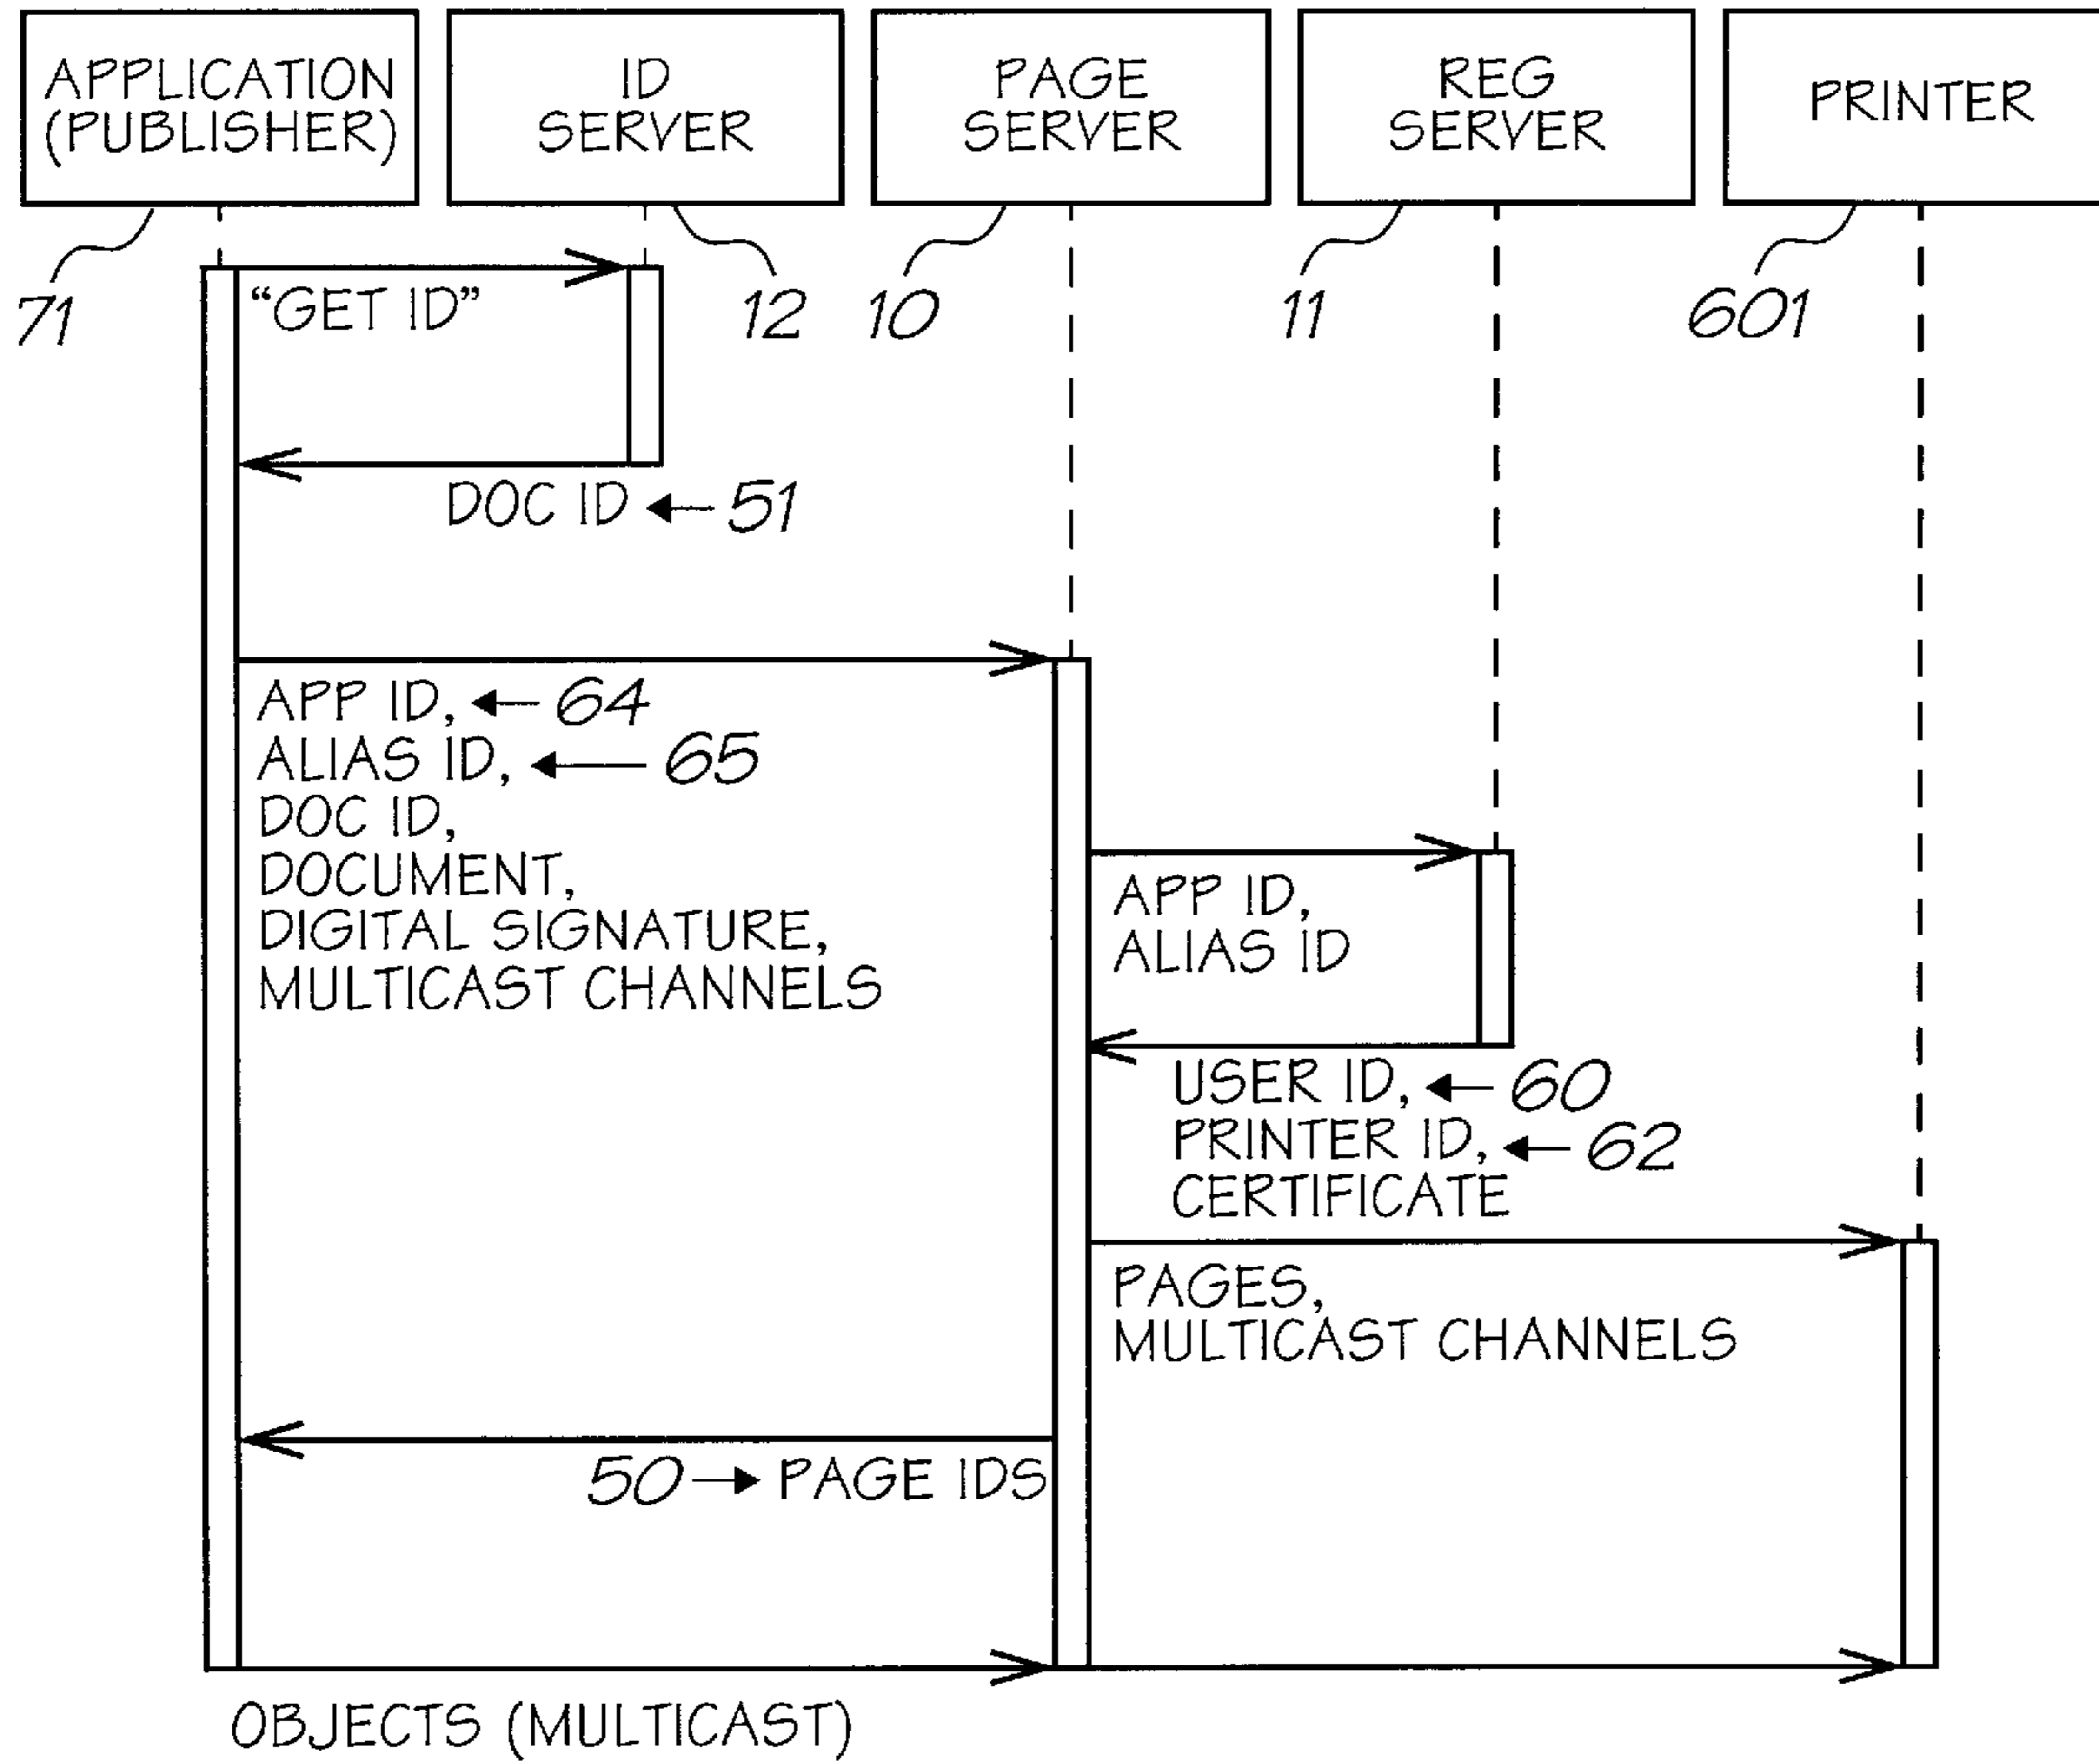 APPLICATION
(PUBLISHER)
ID
SERVER
PAGE
SERVER
REG
SERVER
PRINTER
71
12
10
11
601
“GET ID”
DOC ID 51
APP ID, 64
ALIAS ID, 65
DOC ID,
DOCUMENT,
DIGITAL SIGNATURE,
MULTICAST CHANNELS
APP ID,
ALIAS ID
USER ID, 60
PRINTER ID, 62
CERTIFICATE
PAGES,
MULTICAST CHANNELS
50 PAGE IDS
OBJECTS (MULTICAST)